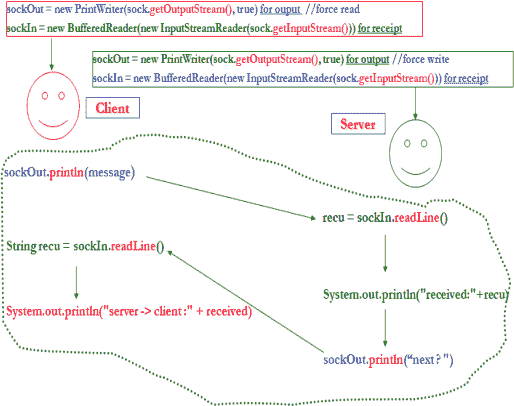 sockOut = new PrintWriter(sock.getOutputStream(), true) for ouput //force read
sockIn = new BufferedReader(new InputStreamReader(sock.getInputStream())) for receipt
sockOut = new PrintWriter(sock.getOutputStream(), true) for output //force write
sockIn = new BufferedReader(new InputStreamReader(sock.getInputStream())) for receipt
Client
Server
sockOut.println(message)
recu = sockIn.readLine()
String recu = sockIn.readLine()
System.out.println("received:"+recu)
System.out.println("server -> client :" + received)
sockOut.println("next ? ")